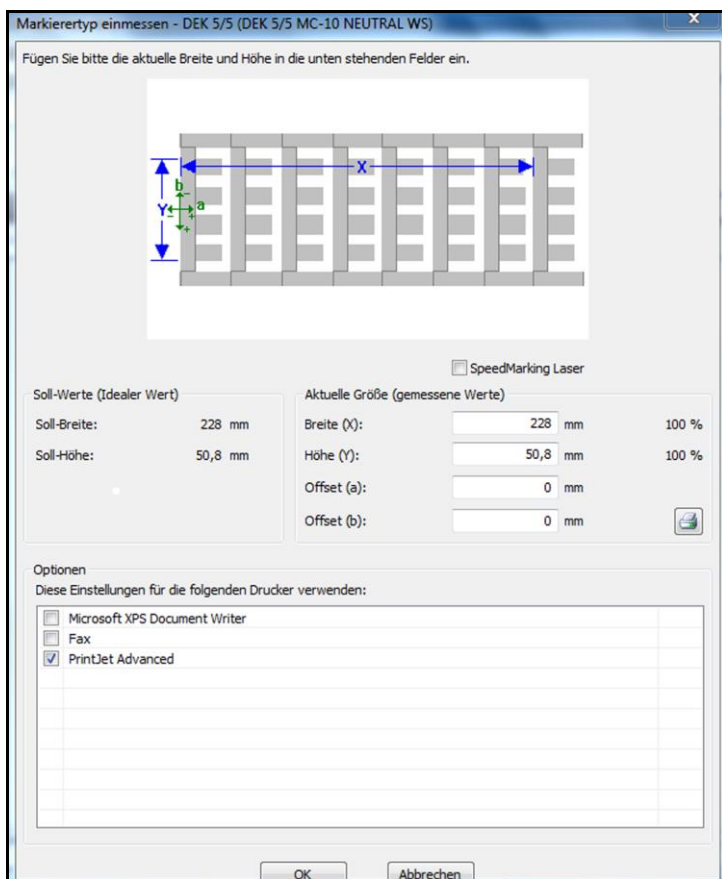 Markierertyp einmessen - DEK 5/5 (DEK 5/5 MC-10 NEUTRAL WS)
x
Fügen Sie bitte die aktuelle Breite und Höhe in die unten stehenden Felder ein.
X
b
Y
a
SpeedMarking Laser
Soll-Werte (Idealer Wert)
Soll-Breite: 228 mm
Soll-Höhe: 50,8 mm
Aktuelle Größe (gemessene Werte)
Breite (X): 228 mm 100 %
Höhe (Y): 50,8 mm 100 %
Offset (a): 0 mm
Offset (b): 0 mm
Optionen
Diese Einstellungen für die folgenden Drucker verwenden:
Microsoft XPS Document Writer
Fax
PrintJet Advanced
OK Abbrechen